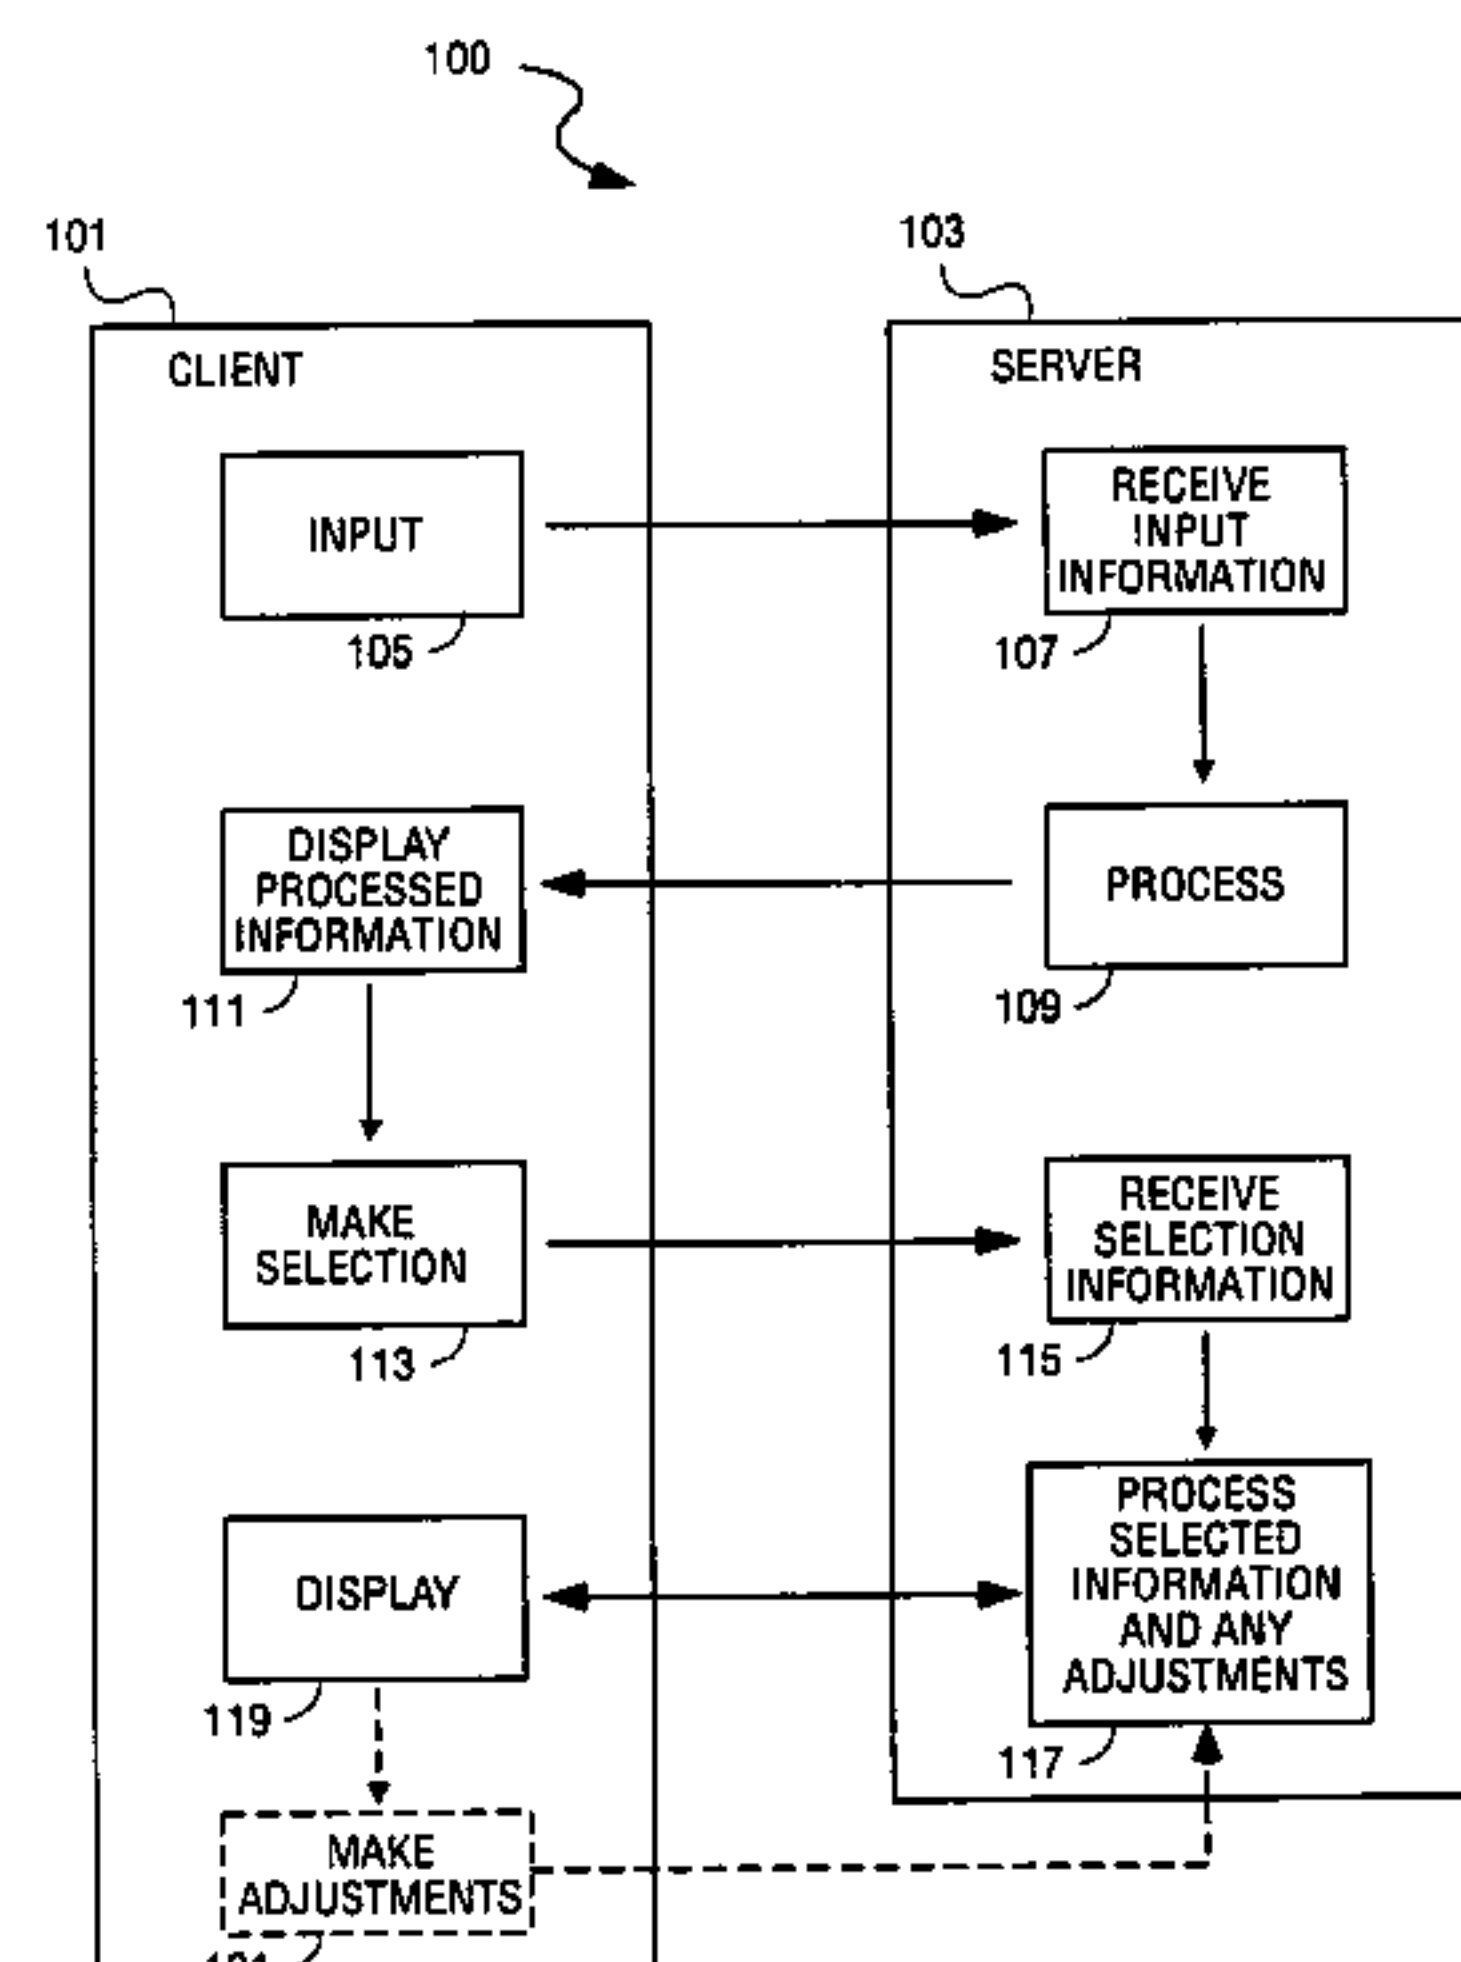 100
101
103
CLIENT
SERVER
INPUT
105
RECEIVE
INPUT
INFORMATION
107
DISPLAY
PROCESSED
INFORMATION
111
PROCESS
109
MAKE
SELECTION
113
RECEIVE
SELECTION
INFORMATION
115
DISPLAY
119
PROCESS
SELECTED
INFORMATION
AND ANY
ADJUSTMENTS
117
MAKE
ADJUSTMENTS